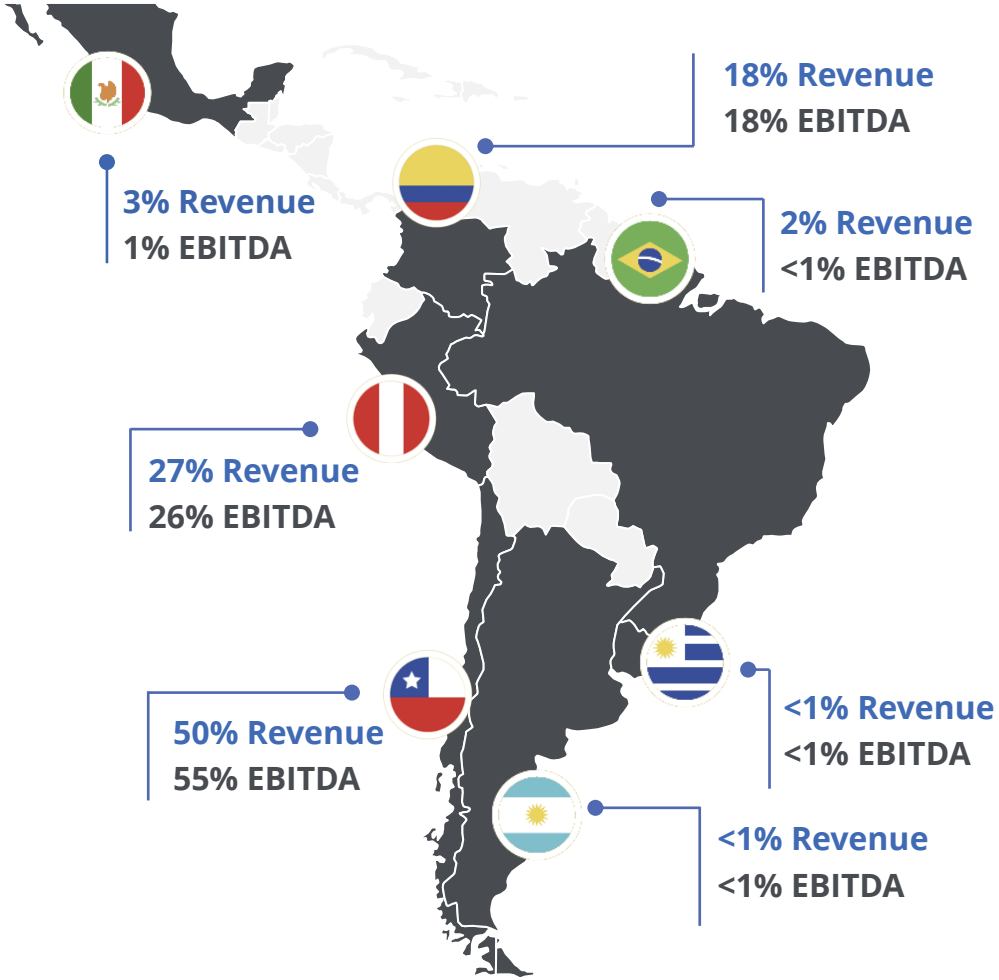 18% Revenue
18% EBITDA
3% Revenue
1% EBITDA
2% Revenue
<1% EBITDA
27% Revenue
26% EBITDA
50% Revenue
55% EBITDA
<1% Revenue
<1% EBITDA
<1% Revenue
<1% EBITDA